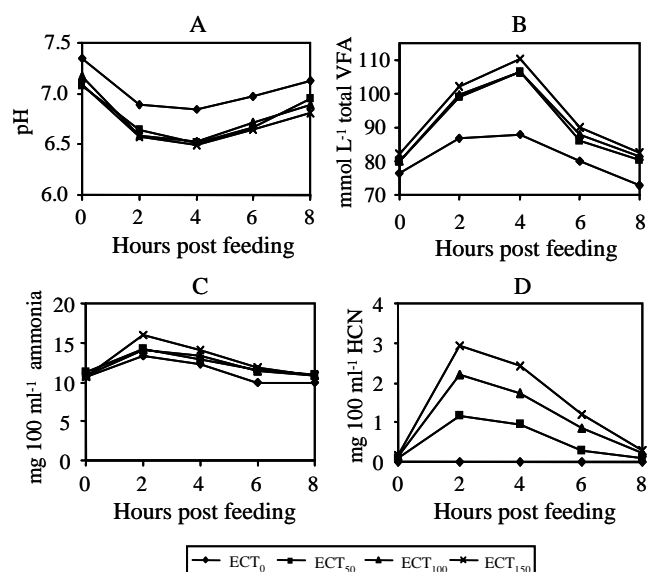 A
B
7.5
7.0
6.5
6.0
pH
0 2 4 6 8
Hours post feeding
110
100
90
80
70
mmol L-1 total VFA
0 2 4 6 8
Hours post feeding
C
D
20
15
10
5
0
mg 100 ml-1 ammonia
0 2 4 6 8
Hours post feeding
4
3
2
1
0
mg 100 ml-1 HCN
0 2 4 6 8
Hours post feeding
ECT0 ECT50 ECT100 ECT150